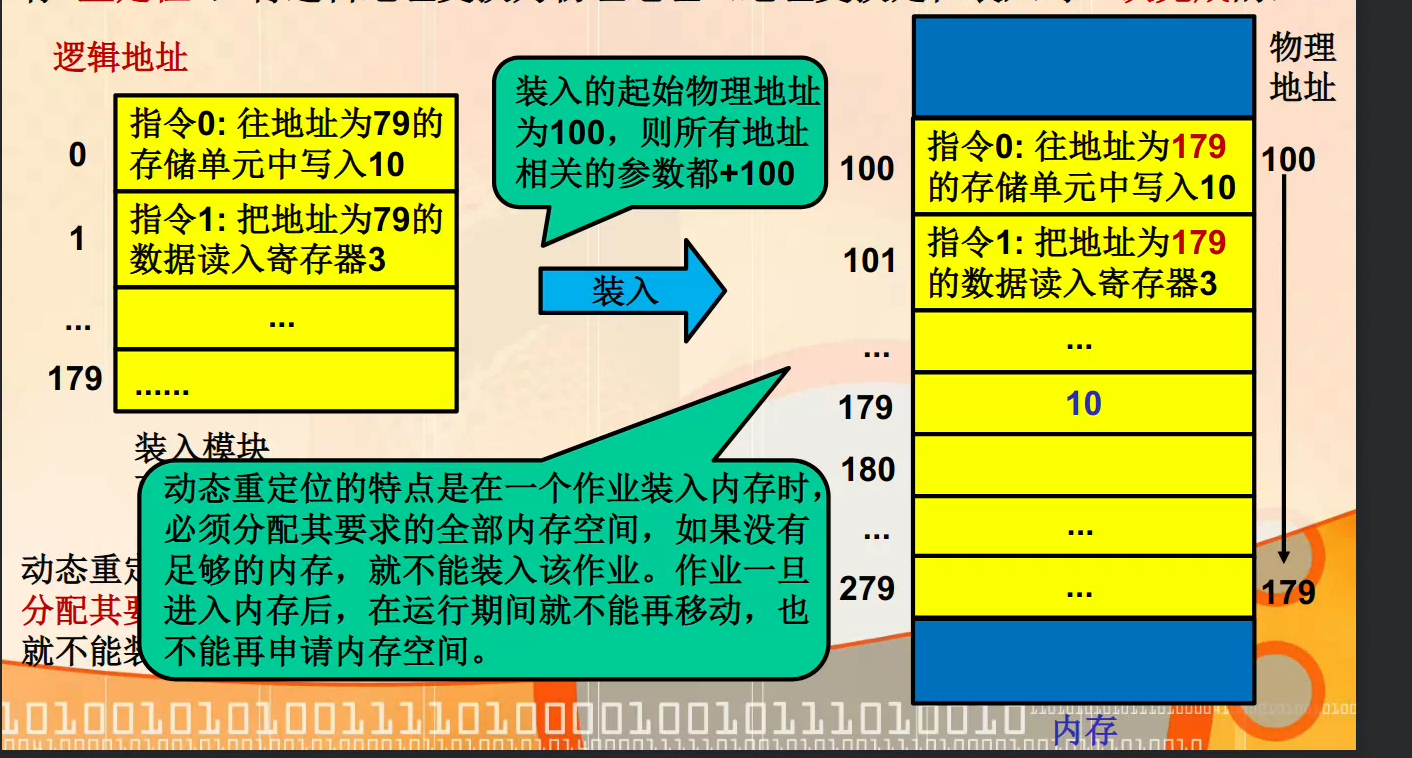 逻辑地址
0
指令0: 往地址为79的
存储单元中写入10
1
指令1: 把地址为79的
数据读入寄存器3
...
...
179
......
装入模块
装入的起始物理地址
为100，则所有地址
相关的参数都+100
装入
动态重定位的特点是在一个作业装入内存时，
必须分配其要求的全部内存空间，如果没有
足够的内存，就不能装入该作业。作业一旦
进入内存后，在运行期间就不能再移动，也
不能再申请内存空间。
动态重定
分配其要
就不能装
物理
地址
100
指令0: 往地址为179
的存储单元中写入10
100
101
指令1: 把地址为179
的数据读入寄存器3
...
...
179
10
180
...
...
279
...
179
内存